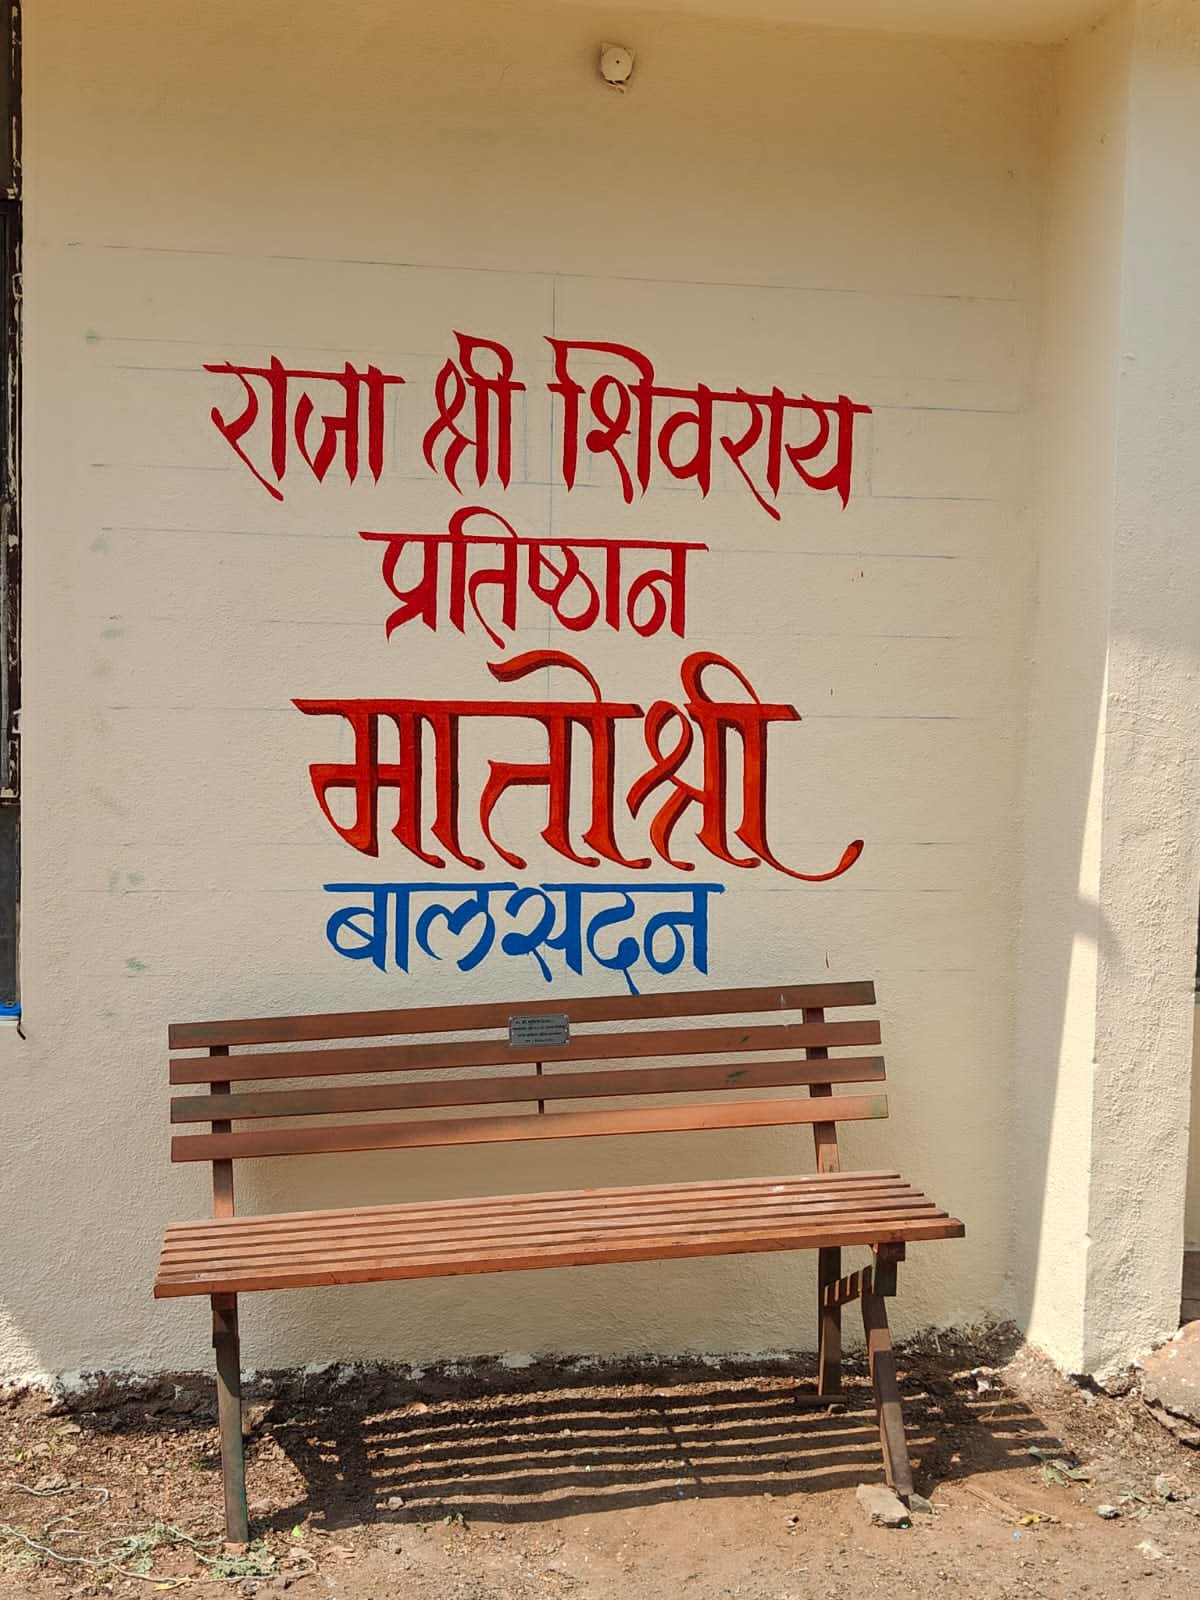 राजा श्री शिवराय
प्रतिष्ठान
मातोश्री
बालसदन